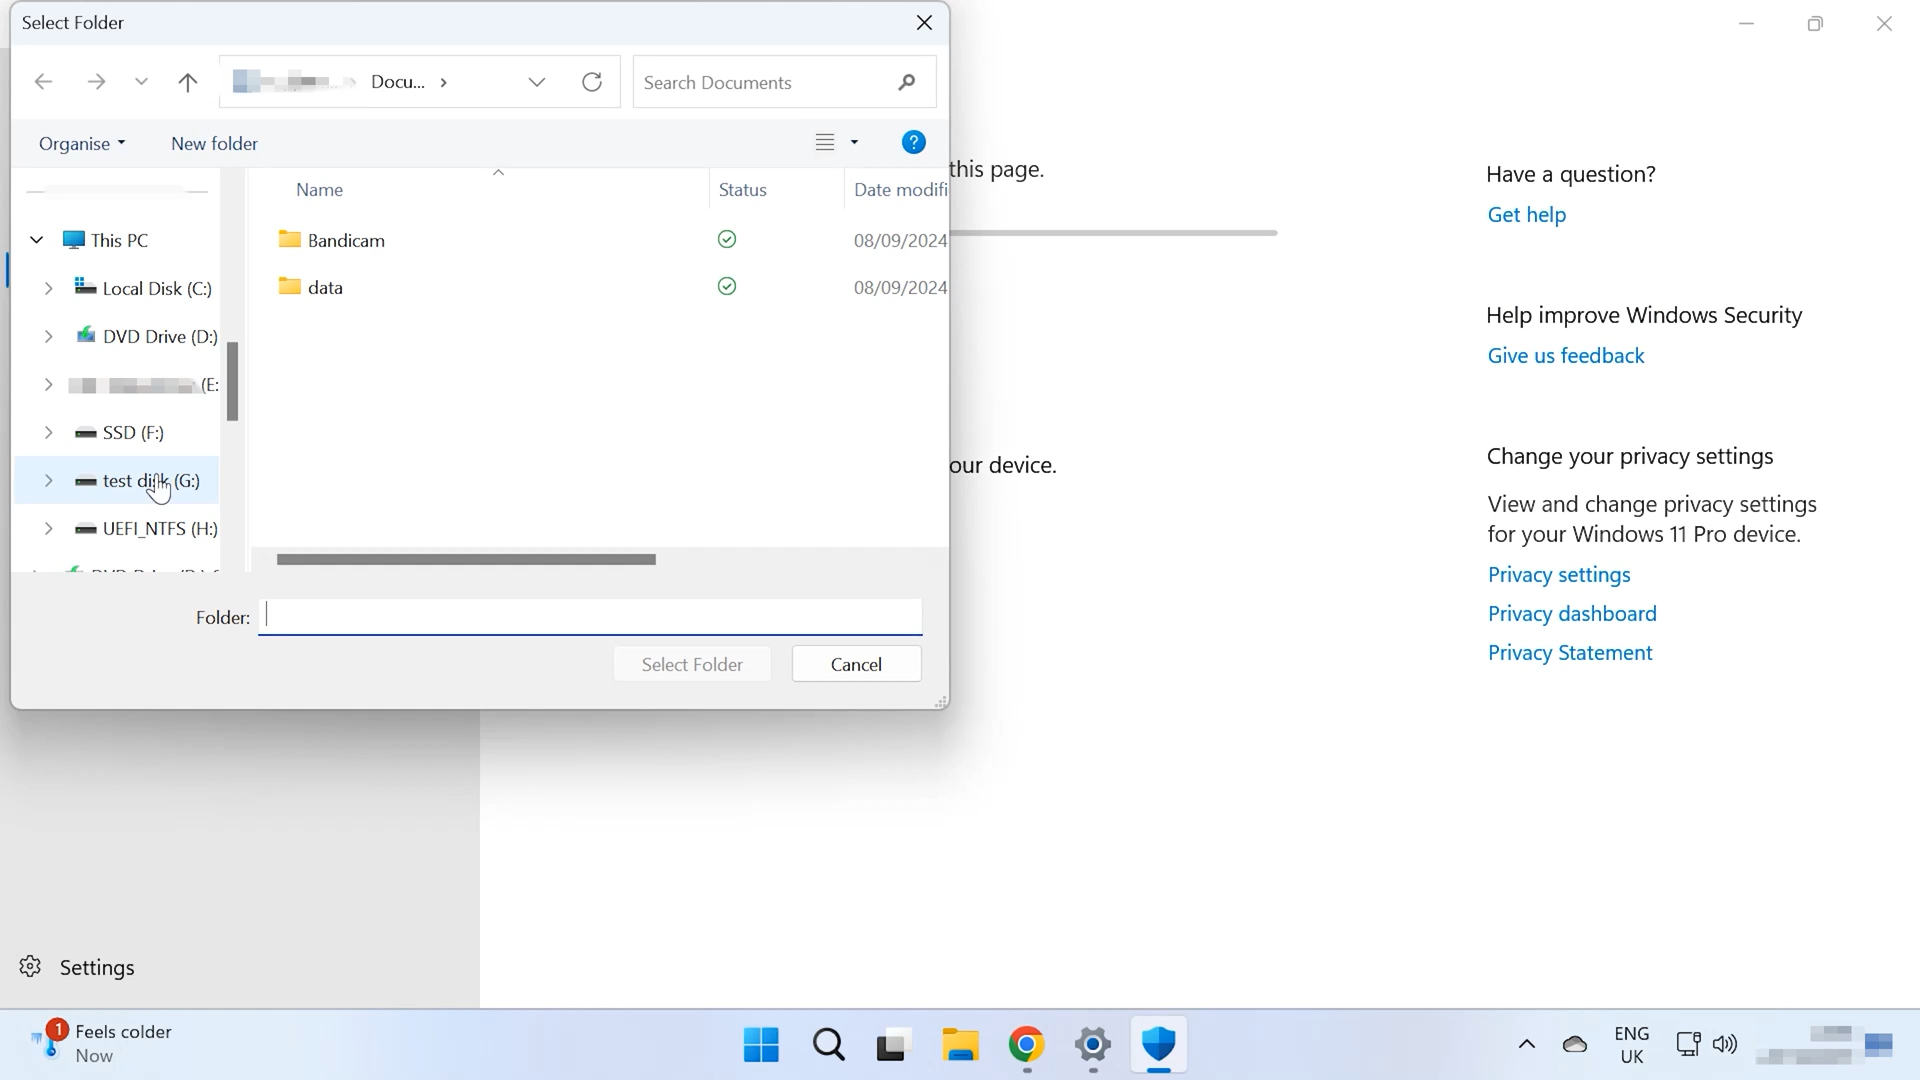 Select Folder
Docu...
Search Documents
Organise
New folder
Name
Status
Date modifi
This PC
Local Disk (C:)
DVD Drive (D:)
(E:
SSD (F:)
test disk (G:)
UEFI_NTFS (H:)
Bandicam
08/09/2024
data
08/09/2024
Folder:
Select Folder
Cancel
this page.
our device.
Have a question?
Get help
Help improve Windows Security
Give us feedback
Change your privacy settings
View and change privacy settings
for your Windows 11 Pro device.
Privacy settings
Privacy dashboard
Privacy Statement
Settings
1
Feels colder
Now
ENG
UK